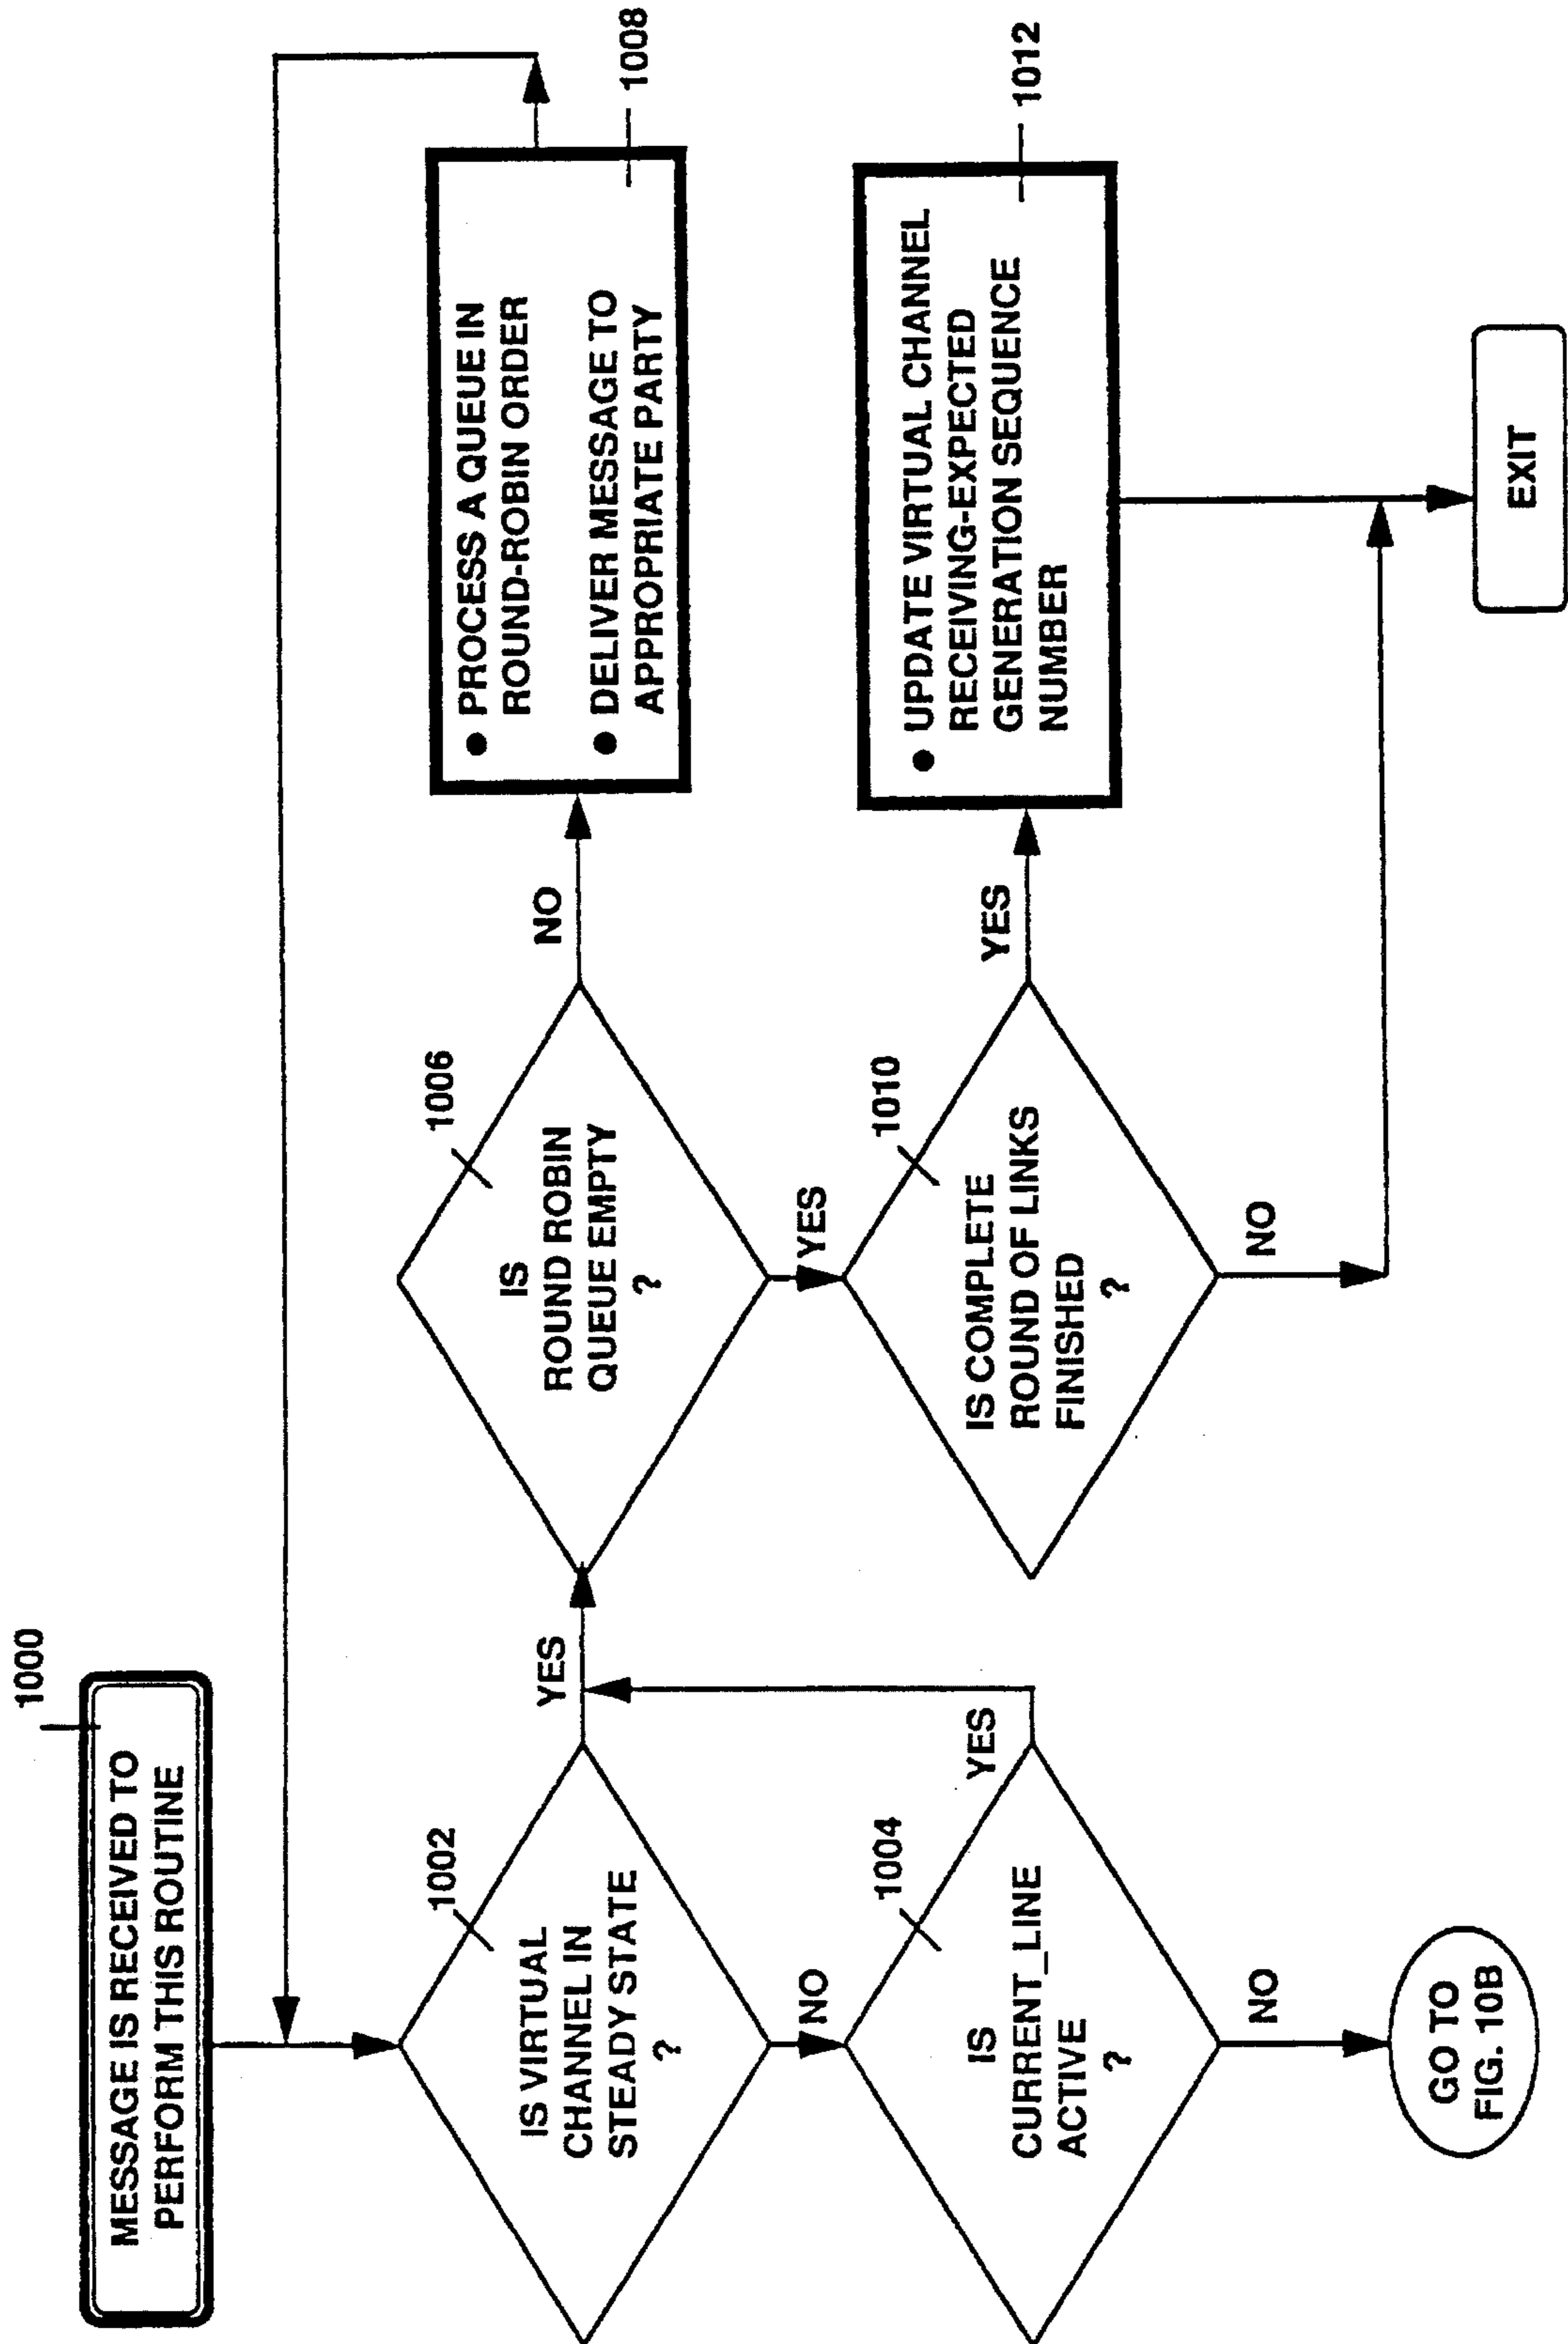 1000
MESSAGE IS RECEIVED TO
PERFORM THIS ROUTINE
1002
IS VIRTUAL
CHANNEL IN
STEADY STATE
?
YES
NO
1004
IS
CURRENT_LINE
ACTIVE
?
YES
NO
GO TO
FIG. 10B
1006
IS
ROUND ROBIN
QUEUE EMPTY
?
NO
YES
● PROCESS A QUEUE IN
ROUND-ROBIN ORDER
● DELIVER MESSAGE TO
APPROPRIATE PARTY
1008
1010
IS COMPLETE
ROUND OF LINKS
FINISHED
?
YES
NO
● UPDATE VIRTUAL CHANNEL
RECEIVING-EXPECTED
GENERATION SEQUENCE
NUMBER
1012
EXIT